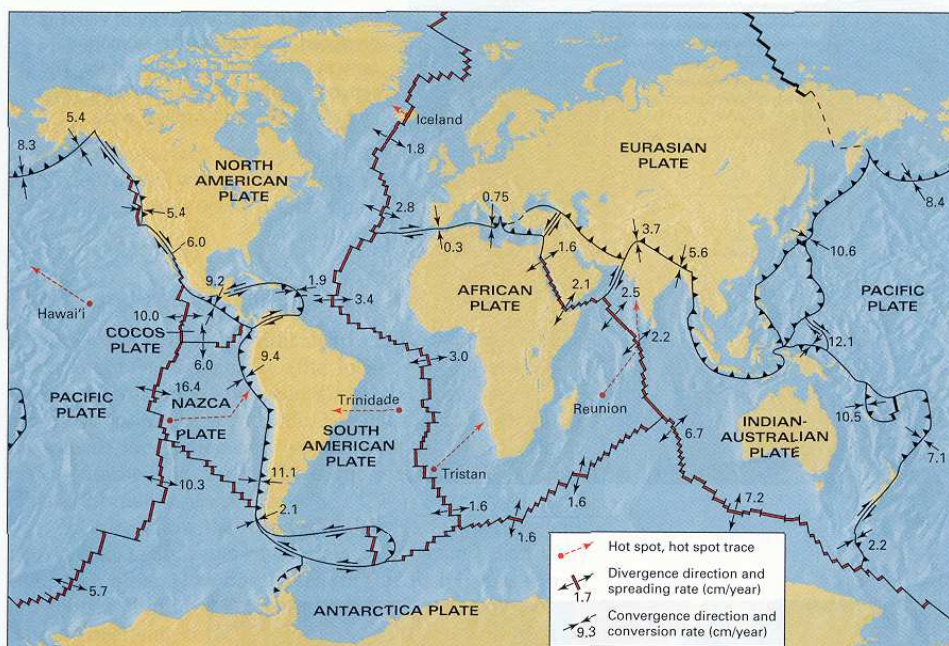 5.4
8.3
Iceland
1.8
NORTH
AMERICAN
PLATE
EURASIAN
PLATE
8.4
5.4
2.8
0.75
3.7
6.0
0.3
5.6
10.6
1.6
9.2
1.9
AFRICAN
PLATE
2.1
2.5
PACIFIC
PLATE
Hawai'i
3.4
10.0
COCOS
PLATE
2.2
12.1
6.0
9.4
3.0
16.4
PACIFIC
PLATE
NAZCA
PLATE
Trinidade
Reunion
10.5
SOUTH
AMERICAN
PLATE
INDIAN-
AUSTRALIAN
PLATE
6.7
7.1
Tristan
11.1
10.3
1.6
7.2
2.1
1.6
1.6
2.2
5.7
ANTARCTICA PLATE
Hot spot, hot spot trace
Divergence direction and
spreading rate (cm/year)
1.7
Convergence direction and
conversion rate (cm/year)
9.3